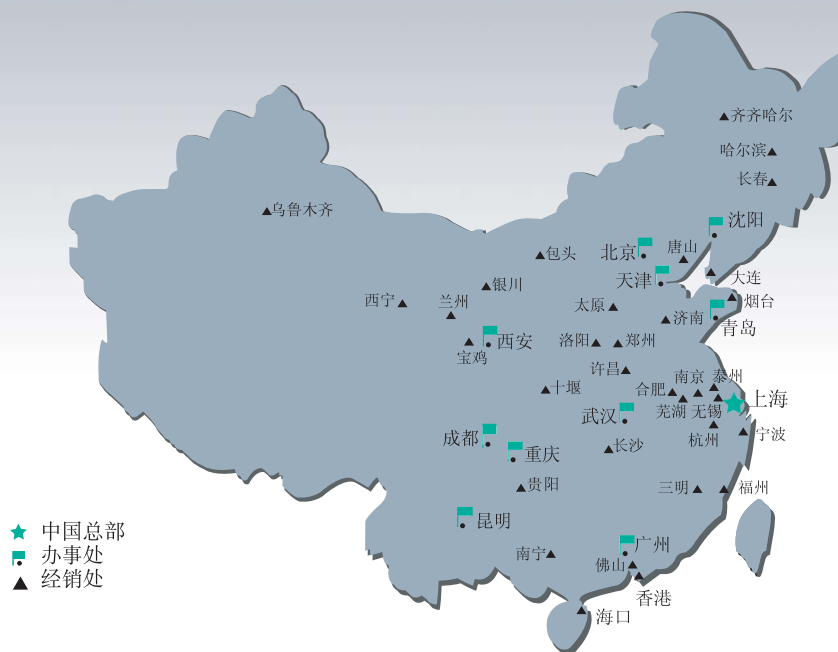 齐齐哈尔
哈尔滨
长春
乌鲁木齐
沈阳
北京
唐山
包头
天津
大连
银川
烟台
西宁
兰州
太原
济南
青岛
西安
洛阳
郑州
宝鸡
许昌
南京
泰州
十堰
合肥
上海
芜湖
无锡
武汉
宁波
杭州
成都
长沙
重庆
贵阳
三明
福州
昆明
中国总部
广州
南宁
办事处
佛山
经销处
香港
海口